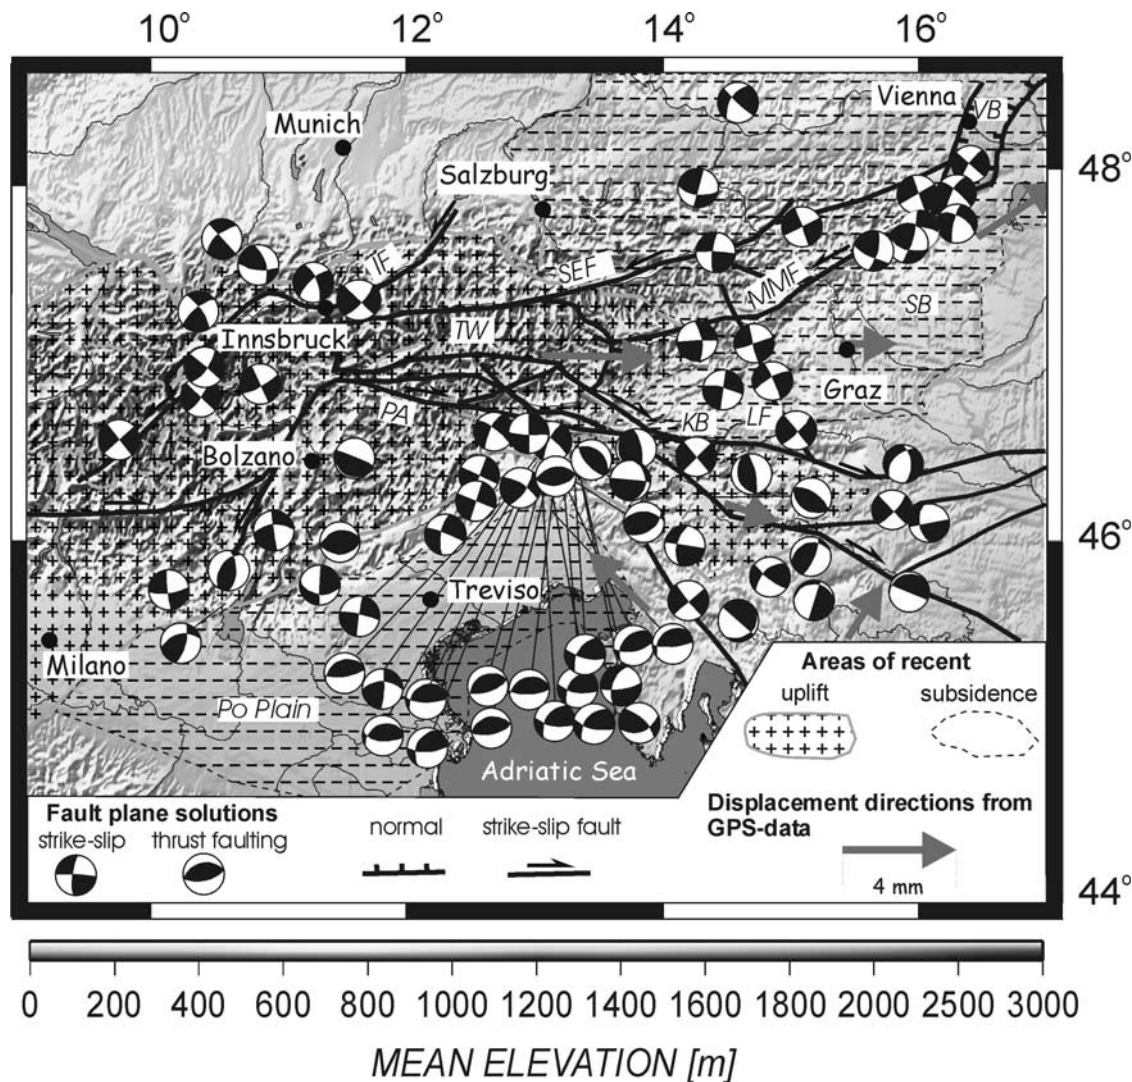 10° 12° 14° 16°
Vienna
VB
Munich
48°
Salzburg
IF
SEF
MMF
SB
TW
Innsbruck
Graz
PA
KB
LF
Bolzano
46°
Treviso
Milano
Po Plain
Adriatic Sea
Areas of recent
uplift subsidence
Displacement directions from
GPS-data
4 mm
Fault plane solutions
strike-slip thrust faulting
normal strike-slip fault
44°
0 200 400 600 800 1000 1200 1400 1600 1800 2000 2500 3000
MEAN ELEVATION [m]